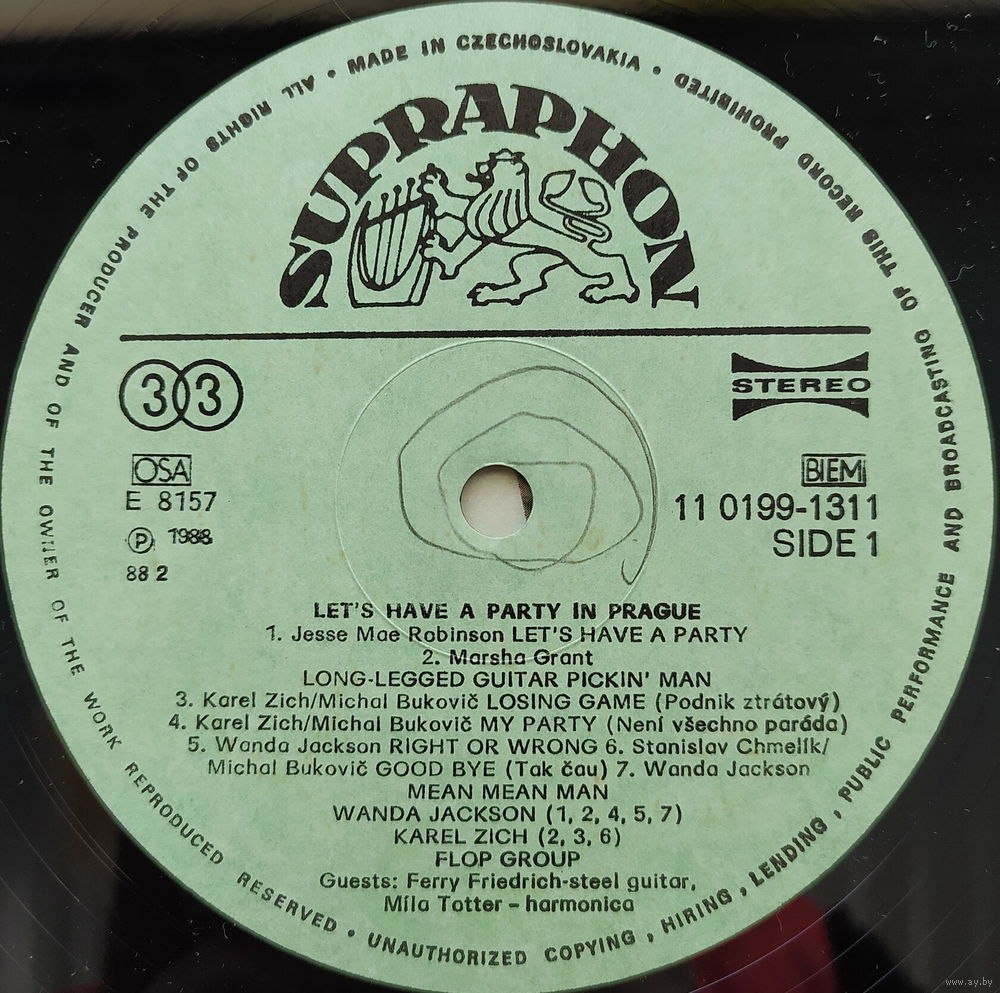 MADE IN CZECHOSLOVAKIA • PROHIBITED
ALL RIGHTS OF THE PRODUCER AND OF THE OWNER OF THE WORK REPRODUCED RESERVED • UNAUTHORIZED COPYING, HIRING, LENDING, PUBLIC PERFORMANCE AND BROADCASTING OF THIS RECORD PROHIBITED •
SUPRAPHON
33
STEREO
OSA
BIEM
E 8157
11 0199-1311
Ⓟ 1988
SIDE 1
88 2
LET'S HAVE A PARTY IN PRAGUE
1. Jesse Mae Robinson LET'S HAVE A PARTY
2. Marsha Grant
LONG-LEGGED GUITAR PICKIN' MAN
3. Karel Zich/Michal Bukovič LOSING GAME (Podnik ztrátový)
4. Karel Zich/Michal Bukovič MY PARTY (Není všechno paráda)
5. Wanda Jackson RIGHT OR WRONG 6. Stanislav Chmelík/
Michal Bukovič GOOD BYE (Tak čau) 7. Wanda Jackson
MEAN MEAN MAN
WANDA JACKSON (1, 2, 4, 5, 7)
KAREL ZICH (2, 3, 6)
FLOP GROUP
Guests: Ferry Friedrich-steel guitar,
Míla Totter – harmonica
www.ay.by